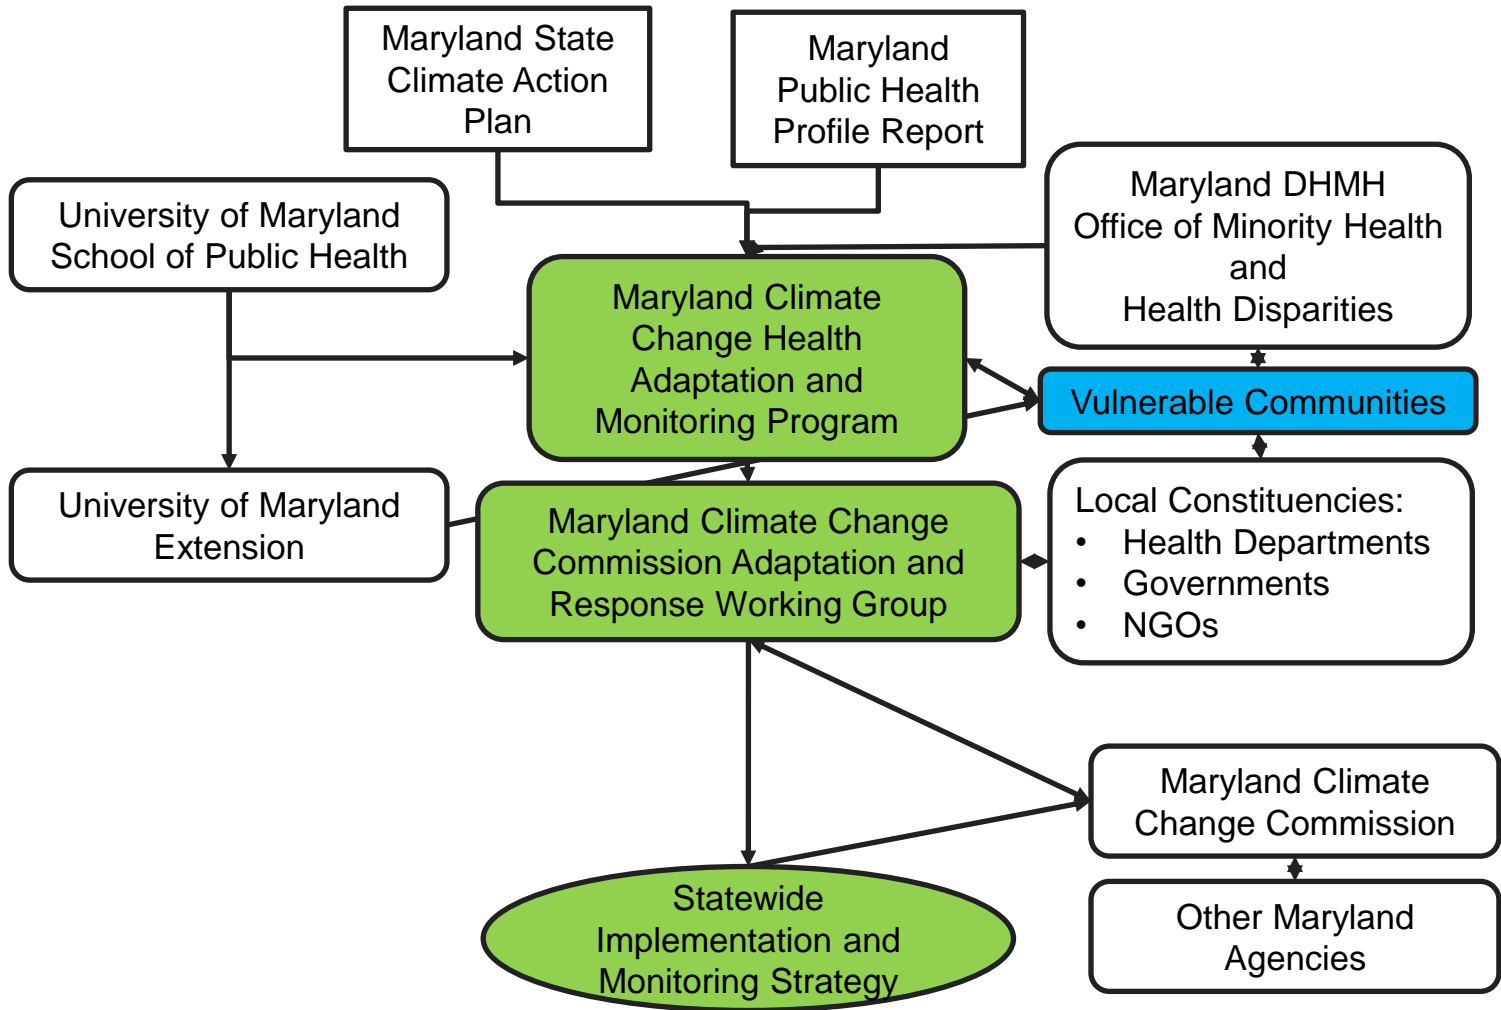 Maryland State
Climate Action
Plan
Maryland
Public Health
Profile Report
University of Maryland
School of Public Health
Maryland DHMH
Office of Minority Health
and
Health Disparities
Maryland Climate
Change Health
Adaptation and
Monitoring Program
Vulnerable Communities
University of Maryland
Extension
Maryland Climate Change
Commission Adaptation and
Response Working Group
Local Constituencies:
• Health Departments
• Governments
• NGOs
Maryland Climate
Change Commission
Statewide
Implementation and
Monitoring Strategy
Other Maryland
Agencies